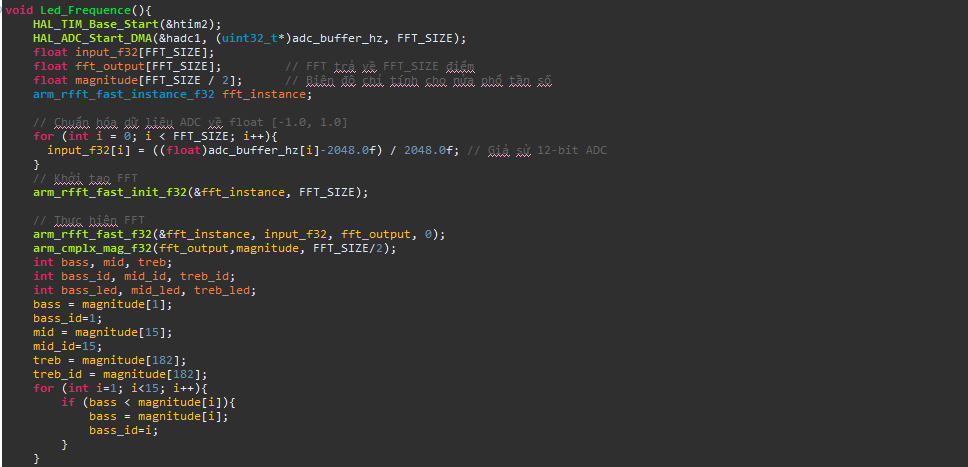 void Led_Frequence(){
HAL_TIM_Base_Start(&htim2);
HAL_ADC_Start_DMA(&hadc1, (uint32_t*)adc_buffer_hz, FFT_SIZE);
float input_f32[FFT_SIZE];
float fft_output[FFT_SIZE]; // FFT trả về FFT_SIZE điểm
float magnitude[FFT_SIZE / 2]; // Biên độ chỉ tính cho nửa phổ tần số
arm_rfft_fast_instance_f32 fft_instance;
// Chuẩn hóa dữ liệu ADC về float [-1.0, 1.0]
for (int i = 0; i < FFT_SIZE; i++){
input_f32[i] = ((float)adc_buffer_hz[i]-2048.0f) / 2048.0f; // Giả sử 12-bit ADC
}
// Khởi tạo FFT
arm_rfft_fast_init_f32(&fft_instance, FFT_SIZE);
// Thực hiện FFT
arm_rfft_fast_f32(&fft_instance, input_f32, fft_output, 0);
arm_cmplx_mag_f32(fft_output,magnitude, FFT_SIZE/2);
int bass, mid, treb;
int bass_id, mid_id, treb_id;
int bass_led, mid_led, treb_led;
bass = magnitude[1];
bass_id=1;
mid = magnitude[15];
mid_id=15;
treb = magnitude[182];
treb_id = magnitude[182];
for (int i=1; i<15; i++){
if (bass < magnitude[i]){
bass = magnitude[i];
bass_id=i;
}
}